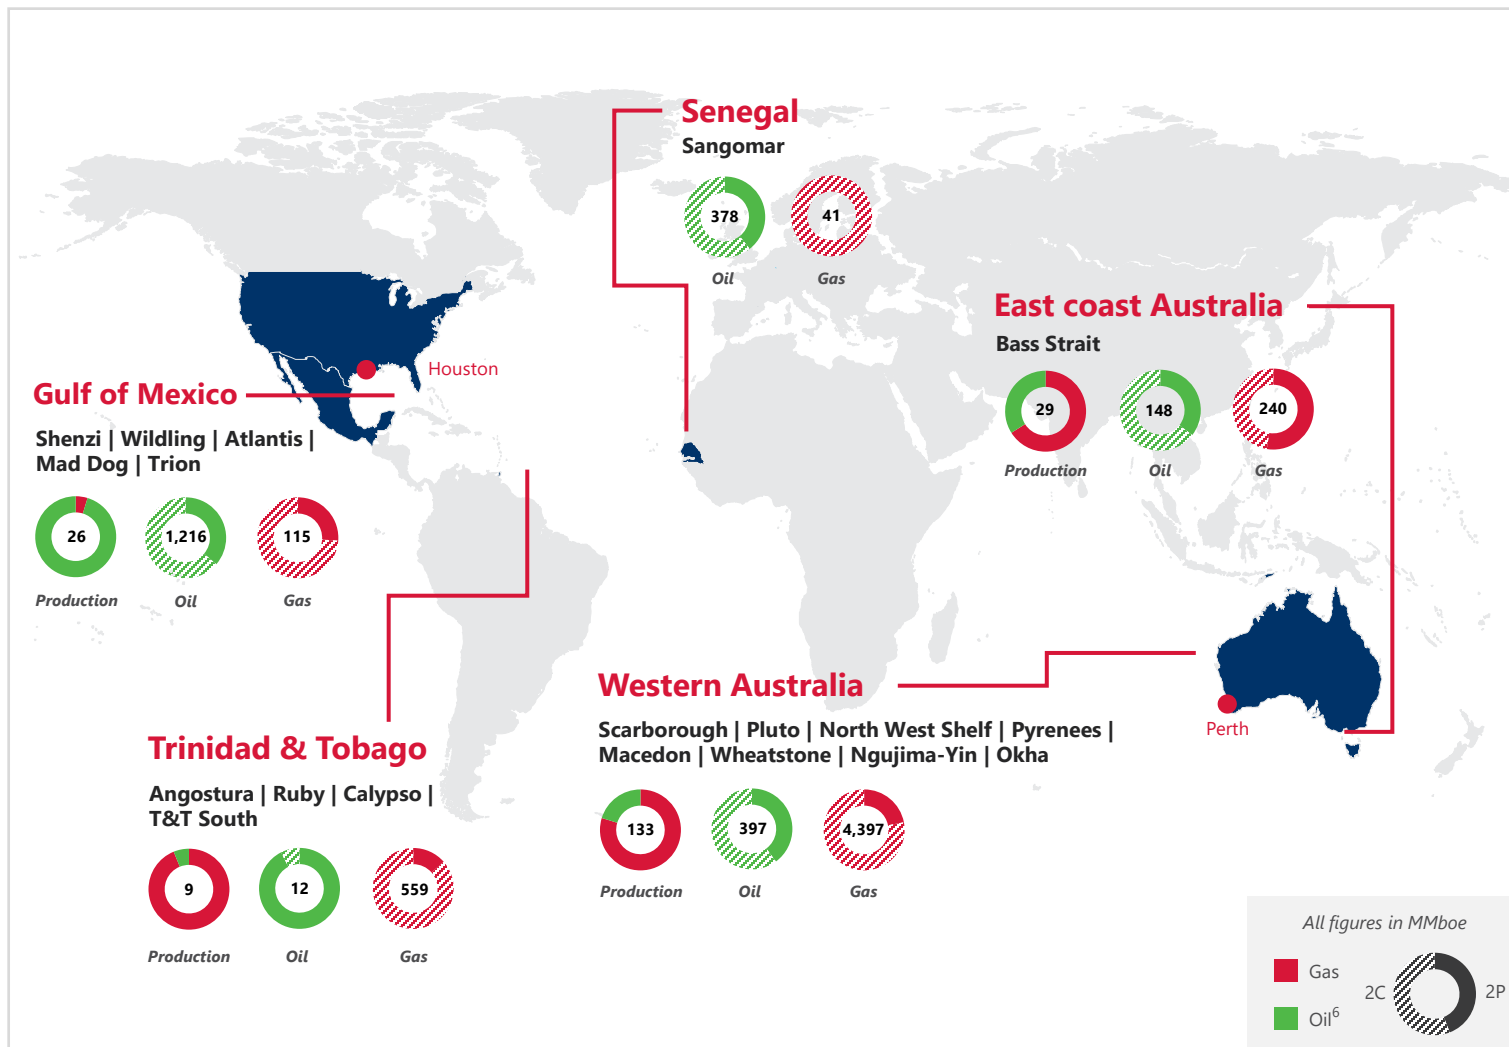 Senegal
Sangomar
378
41
Oil
Gas
East coast Australia
Bass Strait
29
148
240
Production
Oil
Gas
Houston
Gulf of Mexico
Shenzi | Wildling | Atlantis |
Mad Dog | Trion
26
1,216
115
Production
Oil
Gas
Western Australia
Scarborough | Pluto | North West Shelf | Pyrenees |
Macedon | Wheatstone | Ngujima-Yin | Okha
133
397
4,397
Production
Oil
Gas
Perth
Trinidad & Tobago
Angostura | Ruby | Calypso |
T&T South
9
12
559
Production
Oil
Gas
All figures in MMboe
Gas
Oil6
2C
2P